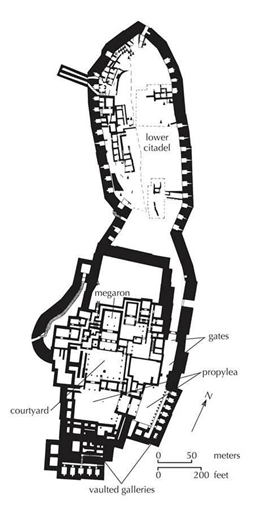 lower
citadel
megaron
gates
propylea
courtyard
N
0 50 meters
0 200 feet
vaulted galleries